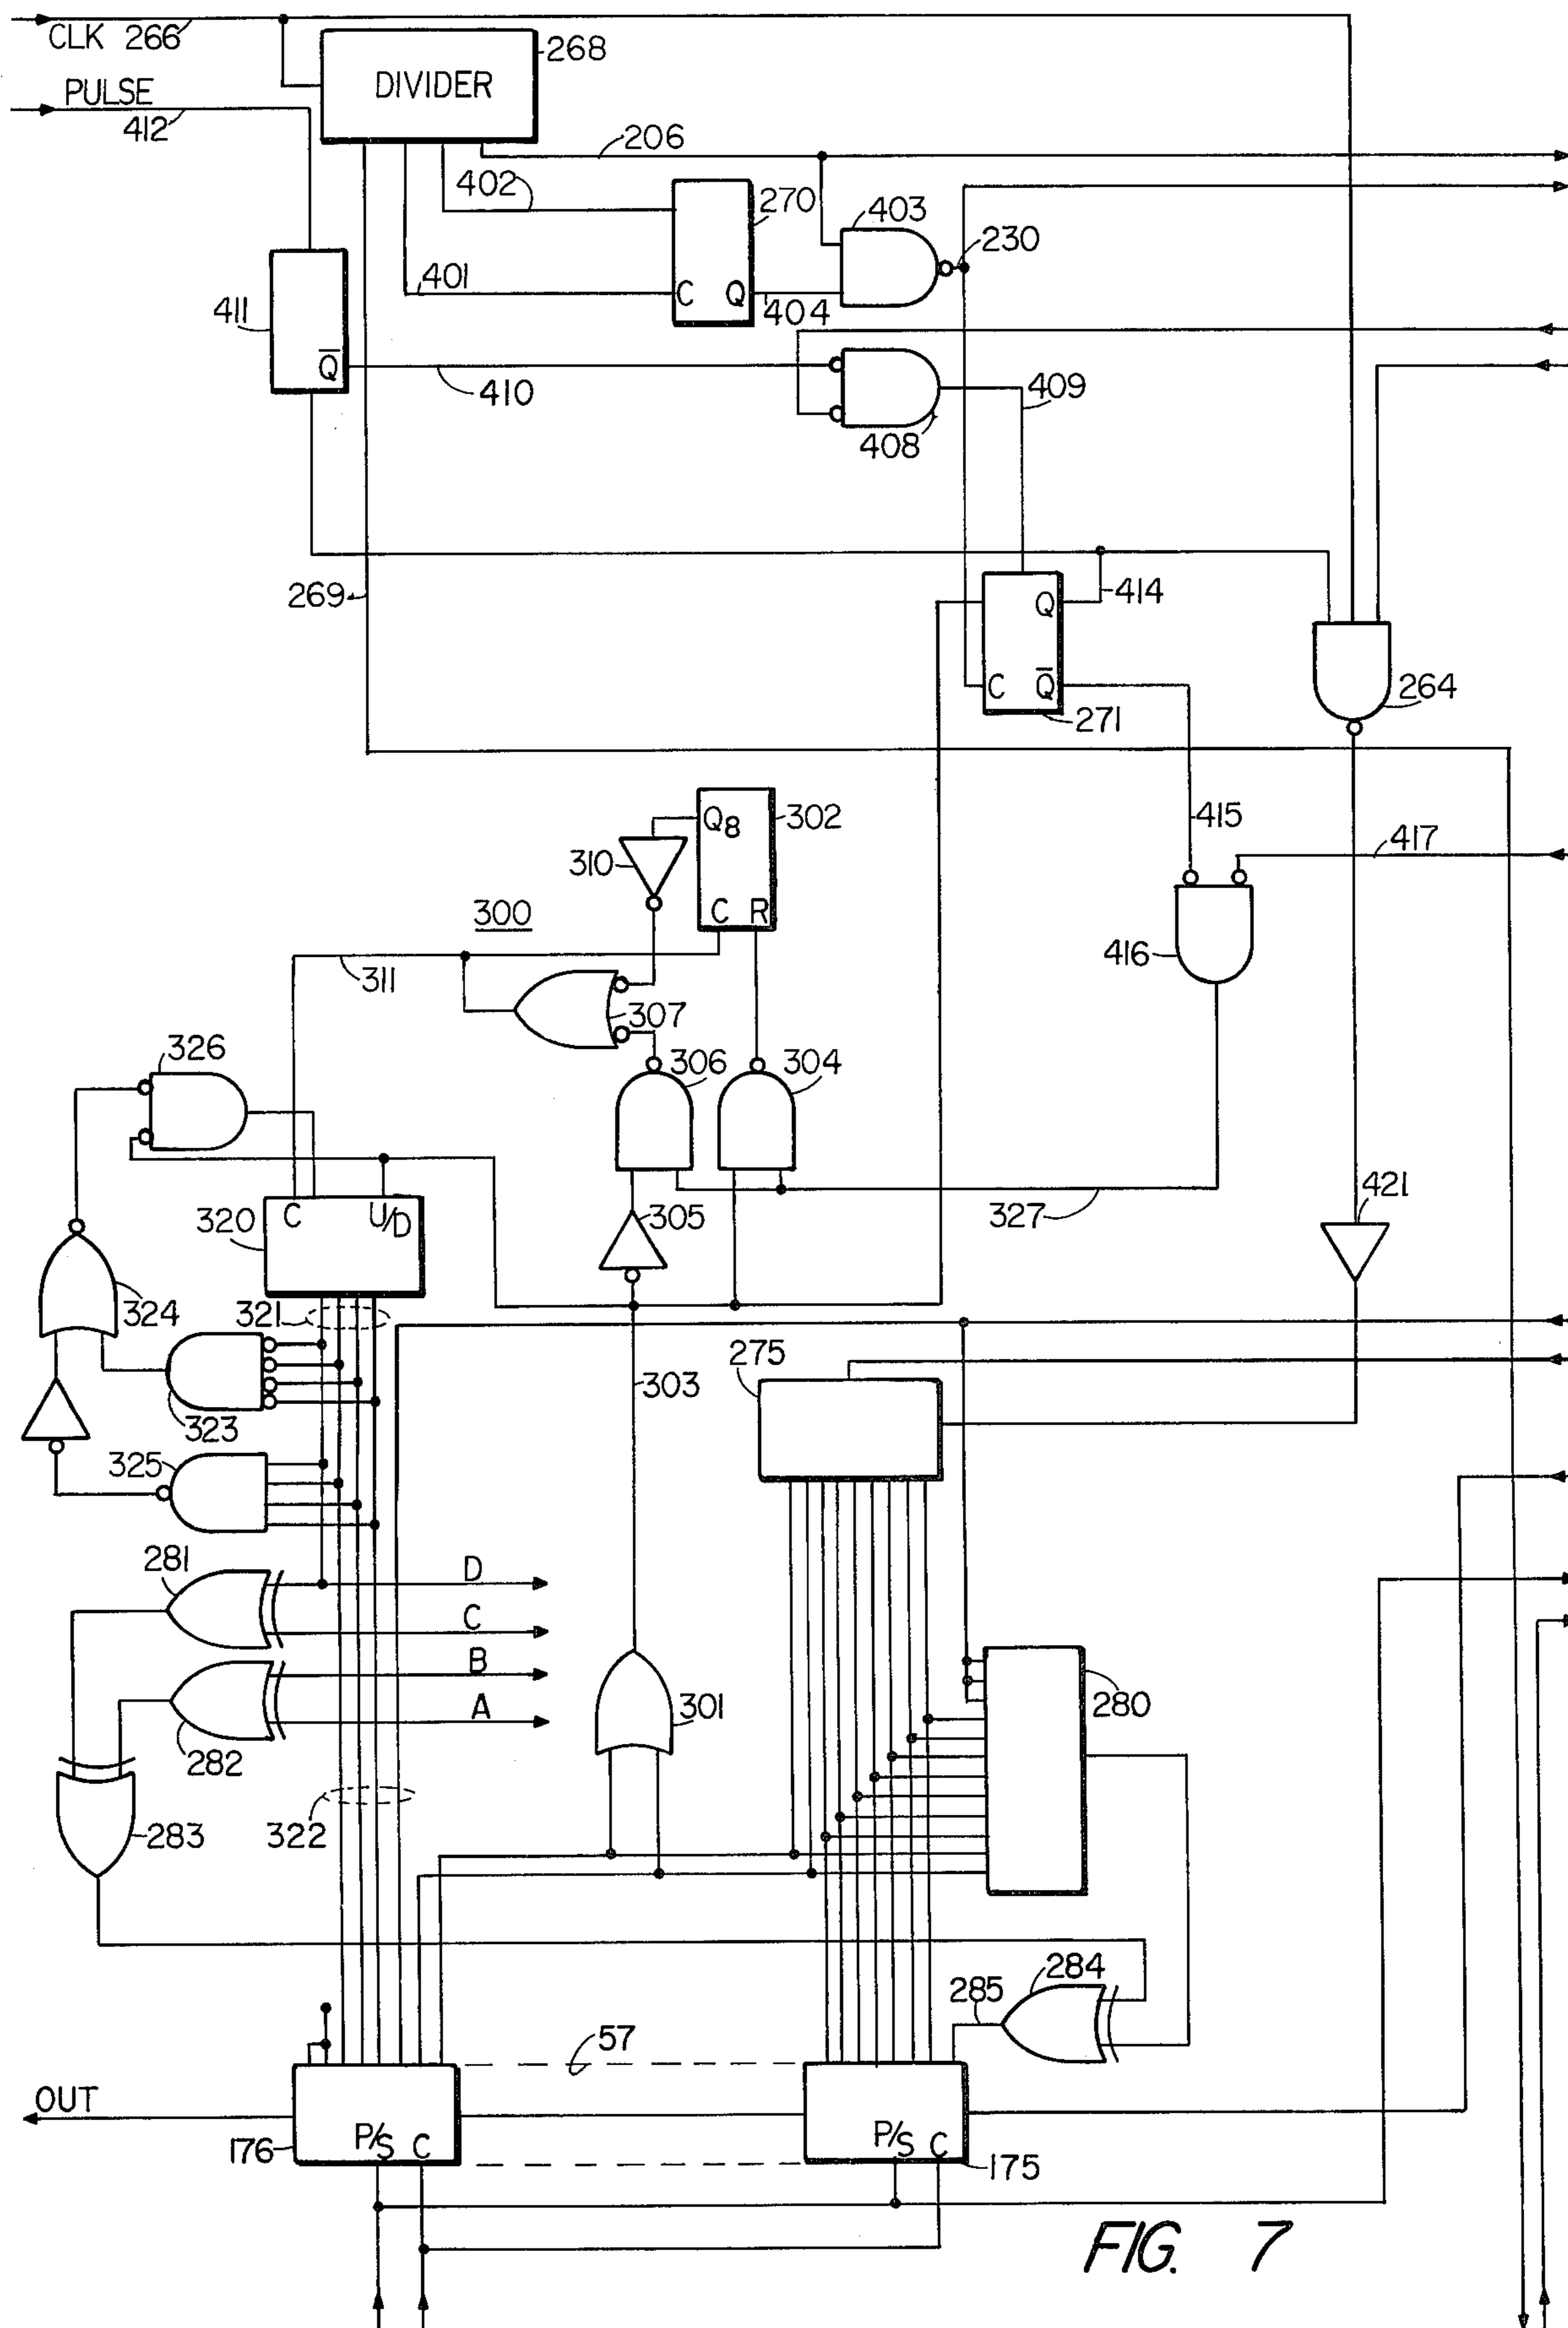 CLK 266
268
DIVIDER
PULSE
412
206
402
270
403
230
401
C
Q
404
411
Q̅
410
409
408
269
Q
414
C
Q̅
271
264
Q8
302
310
415
417
300
C
R
311
307
416
326
306
304
421
C
U/D
305
327
320
321
324
275
303
323
325
281
D
C
B
A
280
301
282
322
283
284
285
57
OUT
P/S
C
P/S
C
176
175
FIG. 7